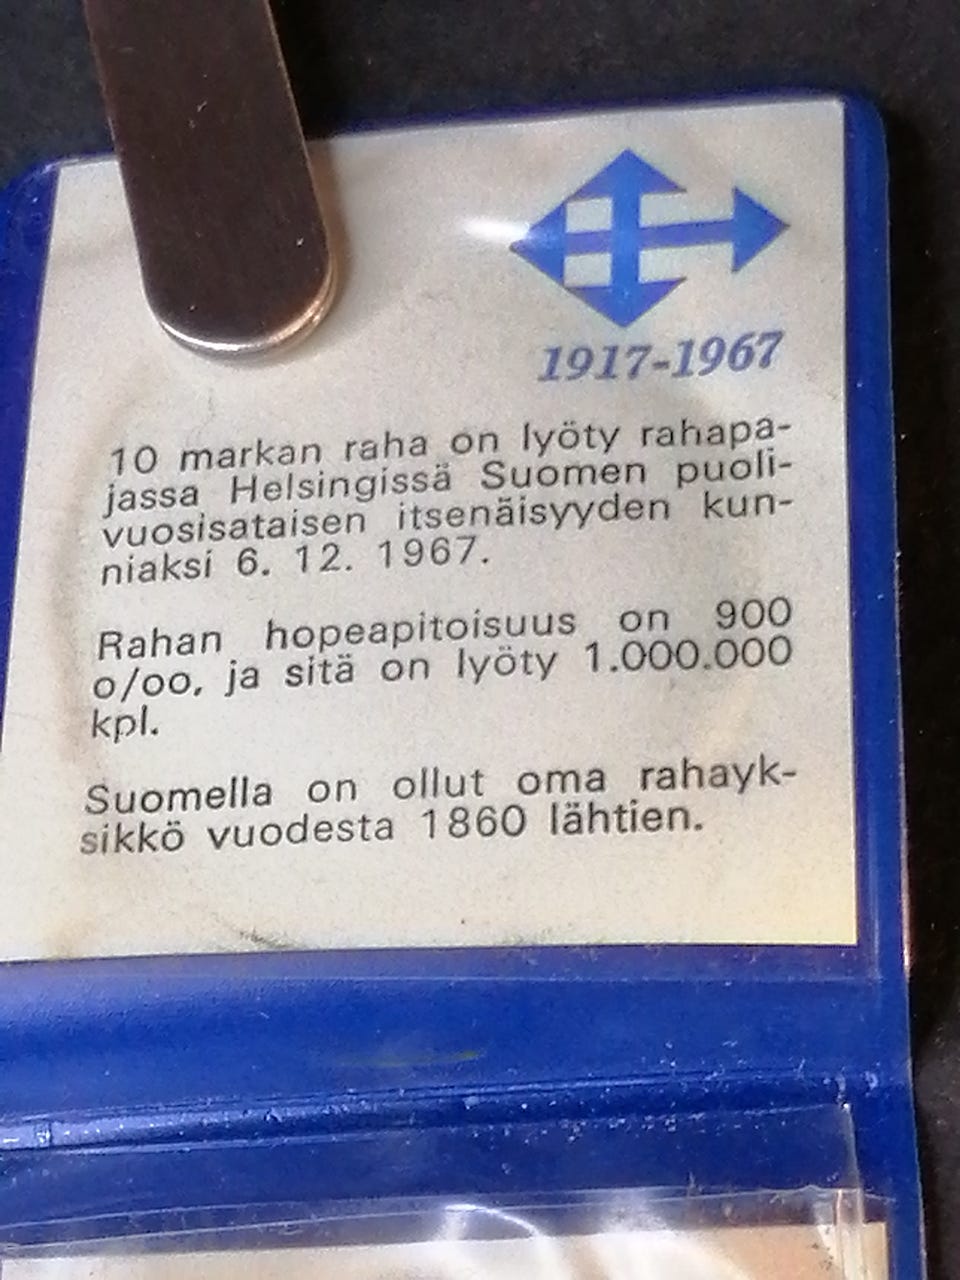 1917-1967
10 markan raha on lyöty rahapa-
jassa Helsingissä Suomen puoli-
vuosisataisen itsenäisyyden kun-
niaksi 6. 12. 1967.
Rahan hopeapitoisuus on 900
o/oo, ja sitä on lyöty 1.000.000
kpl.
Suomella on ollut oma rahayk-
sikkö vuodesta 1860 lähtien.